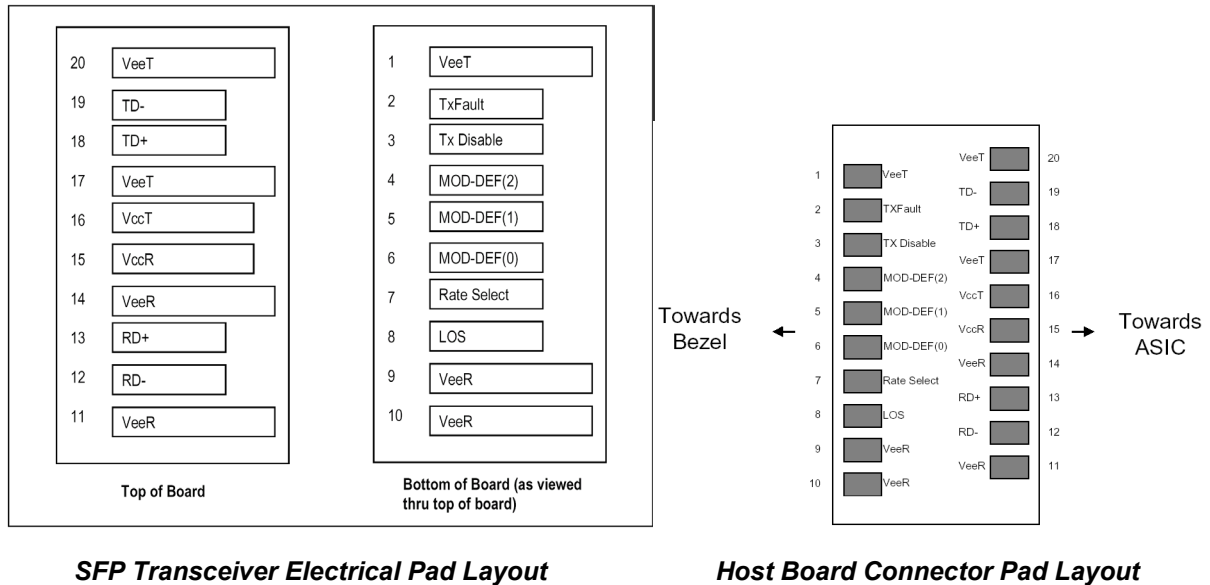 20 VeeT
19 TD-
18 TD+
17 VeeT
16 VccT
15 VccR
14 VeeR
13 RD+
12 RD-
11 VeeR
Top of Board
1 VeeT
2 TxFault
3 Tx Disable
4 MOD-DEF(2)
5 MOD-DEF(1)
6 MOD-DEF(0)
7 Rate Select
8 LOS
9 VeeR
10 VeeR
Bottom of Board (as viewed
thru top of board)
Towards
Bezel
1 VeeT
2 TXFault
3 TX Disable
4 MOD-DEF(2)
5 MOD-DEF(1)
6 MOD-DEF(0)
7 Rate Select
8 LOS
9 VeeR
10 VeeR
VeeT 20
TD- 19
TD+ 18
VeeT 17
VccT 16
VccR 15
VeeR 14
RD+ 13
RD- 12
VeeR 11
Towards
ASIC
SFP Transceiver Electrical Pad Layout
Host Board Connector Pad Layout